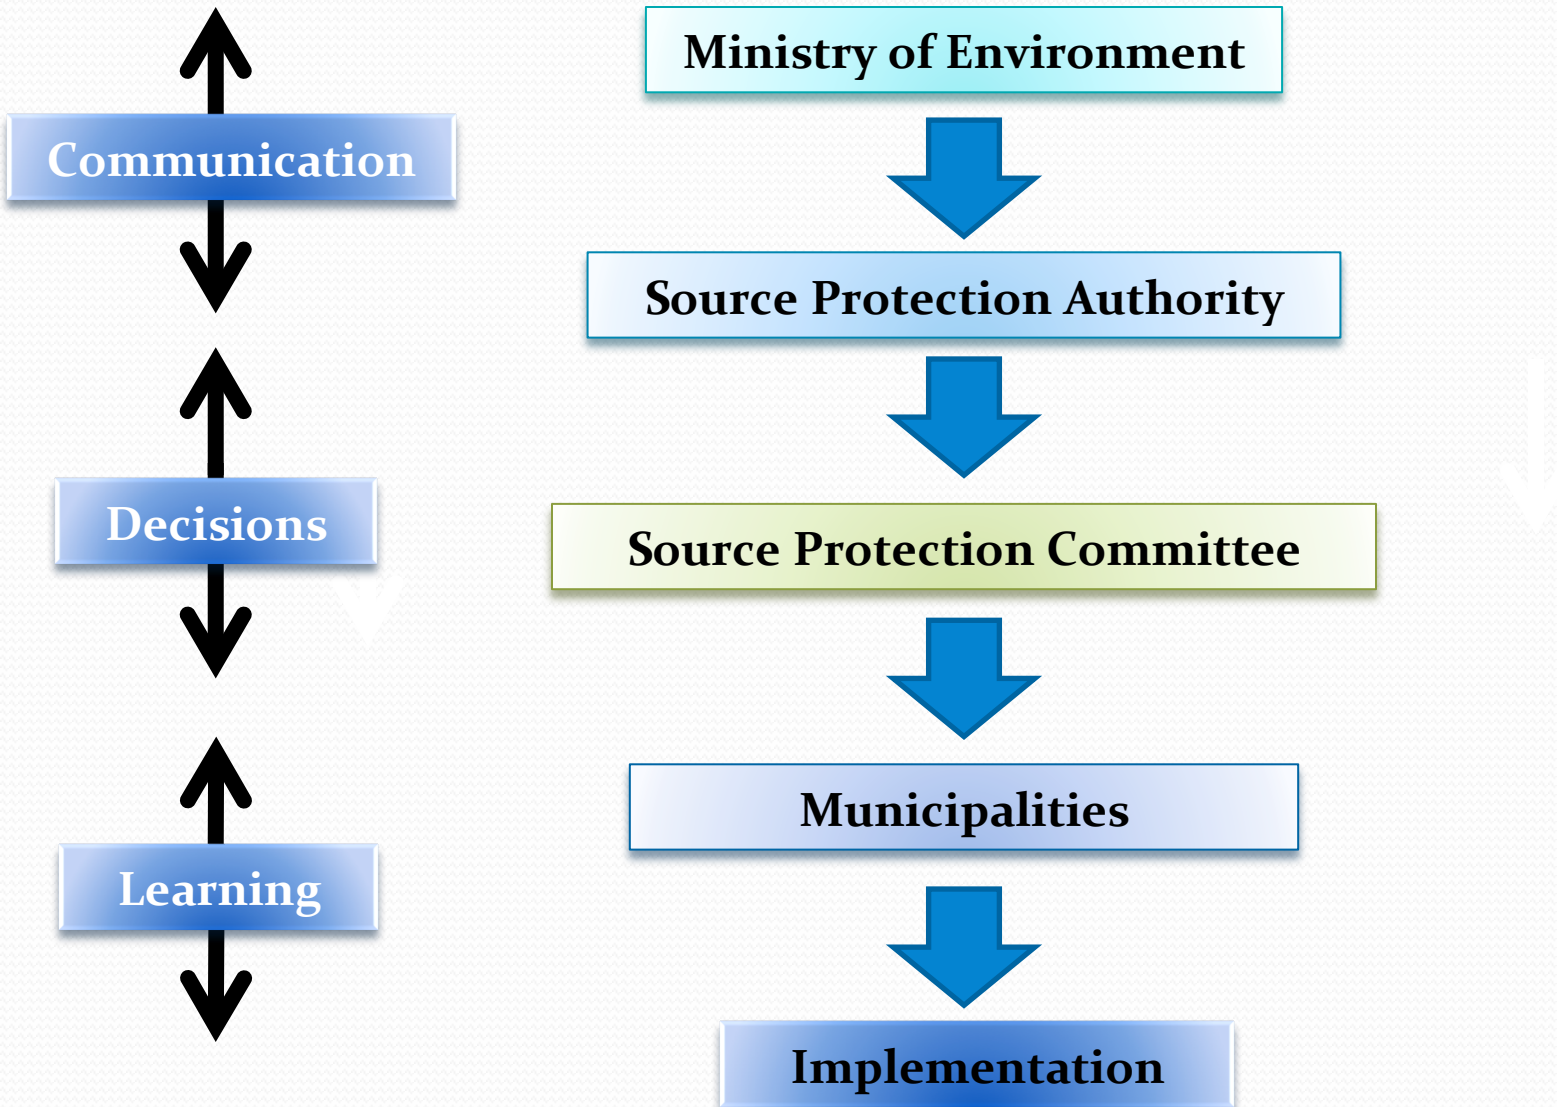 Ministry of Environment
Communication
Source Protection Authority
Decisions
Source Protection Committee
Municipalities
Learning
Implementation